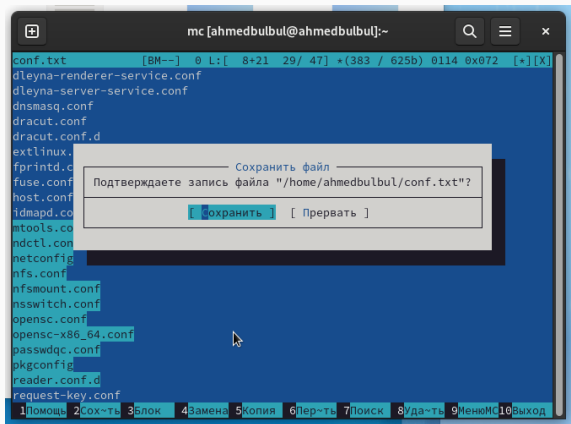 mc [ahmedbulbul@ahmedbulbul]:~
conf.txt [BM--] 0 L:[ 8+21 29/ 47] *(383 / 625b) 0114 0x072 [*][X]
dleyna-renderer-service.conf
dleyna-server-service.conf
dnsmasq.conf
dracut.conf
dracut.conf.d
extlinux.
fprintd.c
fuse.conf
host.conf
idmapd.co
mtools.co
ndctl.con
netconfig
nfs.conf
nfsmount.conf
nsswitch.conf
opensc.conf
opensc-x86_64.conf
passwdqc.conf
pkgconfig
reader.conf.d
request-key.conf
Сохранить файл
Подтверждаете запись файла "/home/ahmedbulbul/conf.txt"?
[ Сохранить ] [ Прервать ]
1Помощь 2Сох~ть 3Блок 4Замена 5Копия 6Пер~ть 7Поиск 8Уда~ть 9МенюMC 10Выход